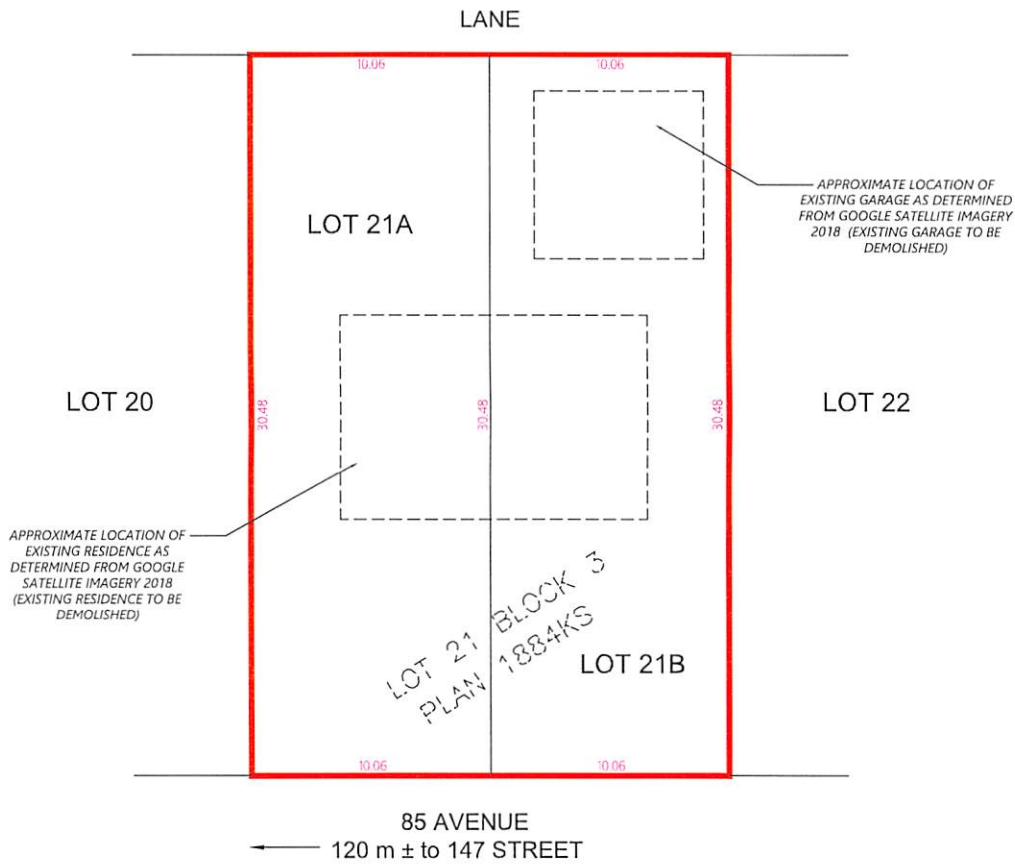 LANE
10.06
10.06
APPROXIMATE LOCATION OF
EXISTING GARAGE AS DETERMINED
FROM GOOGLE SATELLITE IMAGERY
2018 (EXISTING GARAGE TO BE
DEMOLISHED)
LOT 21A
LOT 20
30.48
30.48
30.48
LOT 22
APPROXIMATE LOCATION OF
EXISTING RESIDENCE AS
DETERMINED FROM GOOGLE
SATELLITE IMAGERY 2018
(EXISTING RESIDENCE TO BE
DEMOLISHED)
LOT 21 BLOCK 3
PLAN 1884KS
LOT 21B
10.06
10.06
85 AVENUE
120 m ± to 147 STREET